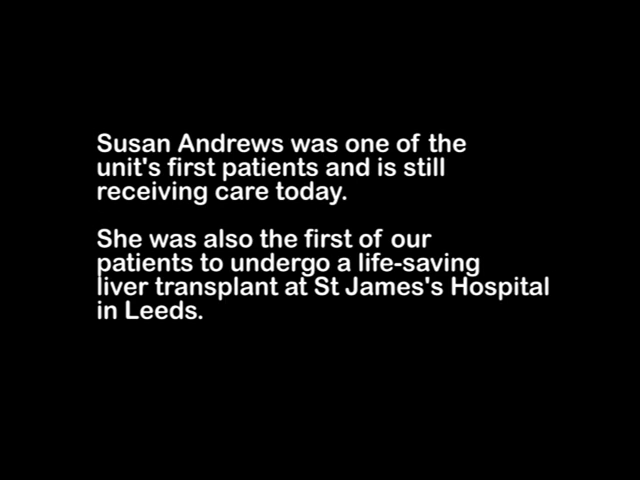 Susan Andrews was one of the
unit's first patients and is still
receiving care today.
She was also the first of our
patients to undergo a life-saving
liver transplant at St James's Hospital
in Leeds.